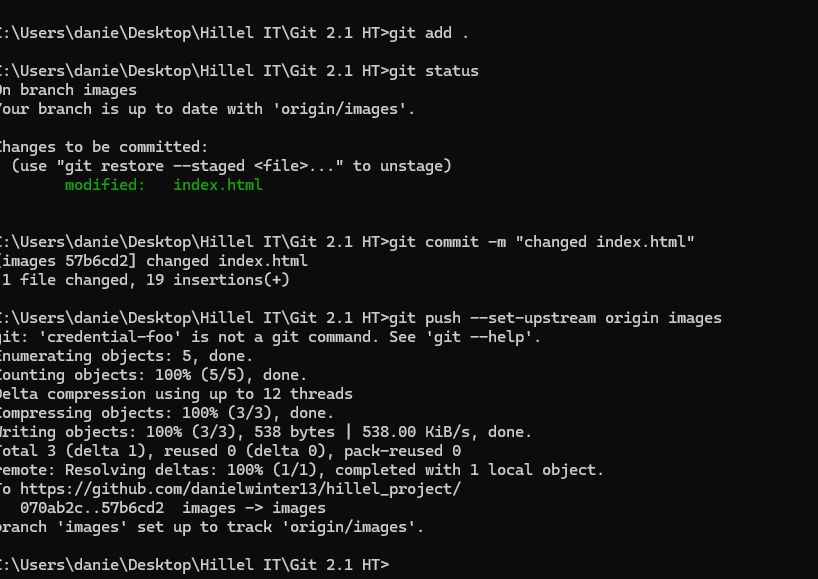 :\Users\danie\Desktop\Hillel IT\Git 2.1 HT>git add .
:\Users\danie\Desktop\Hillel IT\Git 2.1 HT>git status
On branch images
Your branch is up to date with 'origin/images'.
Changes to be committed:
(use "git restore --staged <file>..." to unstage)
modified: index.html
:\Users\danie\Desktop\Hillel IT\Git 2.1 HT>git commit -m "changed index.html"
[images 57b6cd2] changed index.html
1 file changed, 19 insertions(+)
:\Users\danie\Desktop\Hillel IT\Git 2.1 HT>git push --set-upstream origin images
git: 'credential-foo' is not a git command. See 'git --help'.
Enumerating objects: 5, done.
Counting objects: 100% (5/5), done.
Delta compression using up to 12 threads
Compressing objects: 100% (3/3), done.
Writing objects: 100% (3/3), 538 bytes | 538.00 KiB/s, done.
Total 3 (delta 1), reused 0 (delta 0), pack-reused 0
remote: Resolving deltas: 100% (1/1), completed with 1 local object.
To https://github.com/danielwinter13/hillel_project/
070ab2c..57b6cd2 images -> images
branch 'images' set up to track 'origin/images'.
:\Users\danie\Desktop\Hillel IT\Git 2.1 HT>